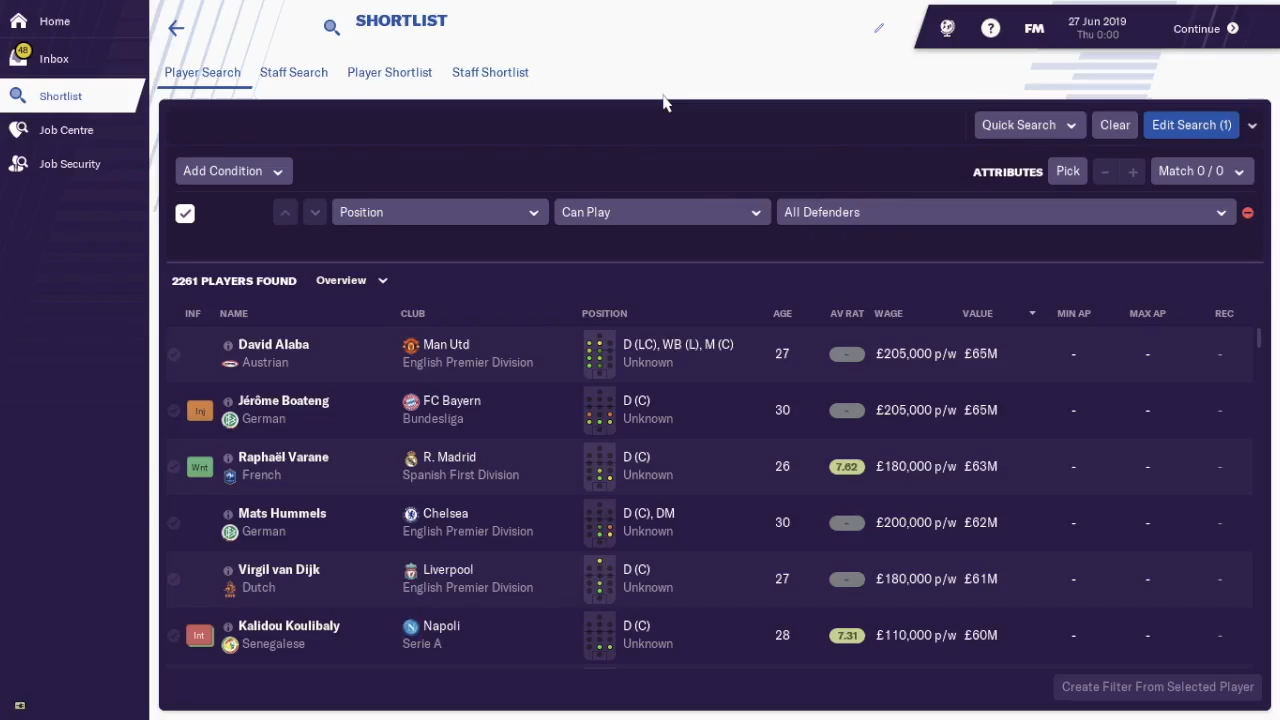 Home
48
Inbox
Shortlist
Job Centre
Job Security
SHORTLIST
? FM 27 Jun 2019
Thu 0:00
Continue
Player Search Staff Search Player Shortlist Staff Shortlist
Quick Search Clear Edit Search (1)
Add Condition ATTRIBUTES Pick - + Match 0 / 0
Position Can Play All Defenders
2261 PLAYERS FOUND Overview
INF NAME CLUB POSITION AGE AV RAT WAGE VALUE MIN AP MAX AP REC
David Alaba Man Utd D (LC), WB (L), M (C) 27 - £205,000 p/w £65M - - -
Austrian English Premier Division Unknown
Inj Jérôme Boateng FC Bayern D (C) 30 - £205,000 p/w £65M - - -
German Bundesliga Unknown
Wnt Raphaël Varane R. Madrid D (C) 26 7.62 £180,000 p/w £63M - - -
French Spanish First Division Unknown
Mats Hummels Chelsea D (C), DM 30 - £200,000 p/w £62M - - -
German English Premier Division Unknown
Virgil van Dijk Liverpool D (C) 27 - £180,000 p/w £61M - - -
Dutch English Premier Division Unknown
Int Kalidou Koulibaly Napoli D (C) 28 7.31 £110,000 p/w £60M - - -
Senegalese Serie A Unknown
Create Filter From Selected Player